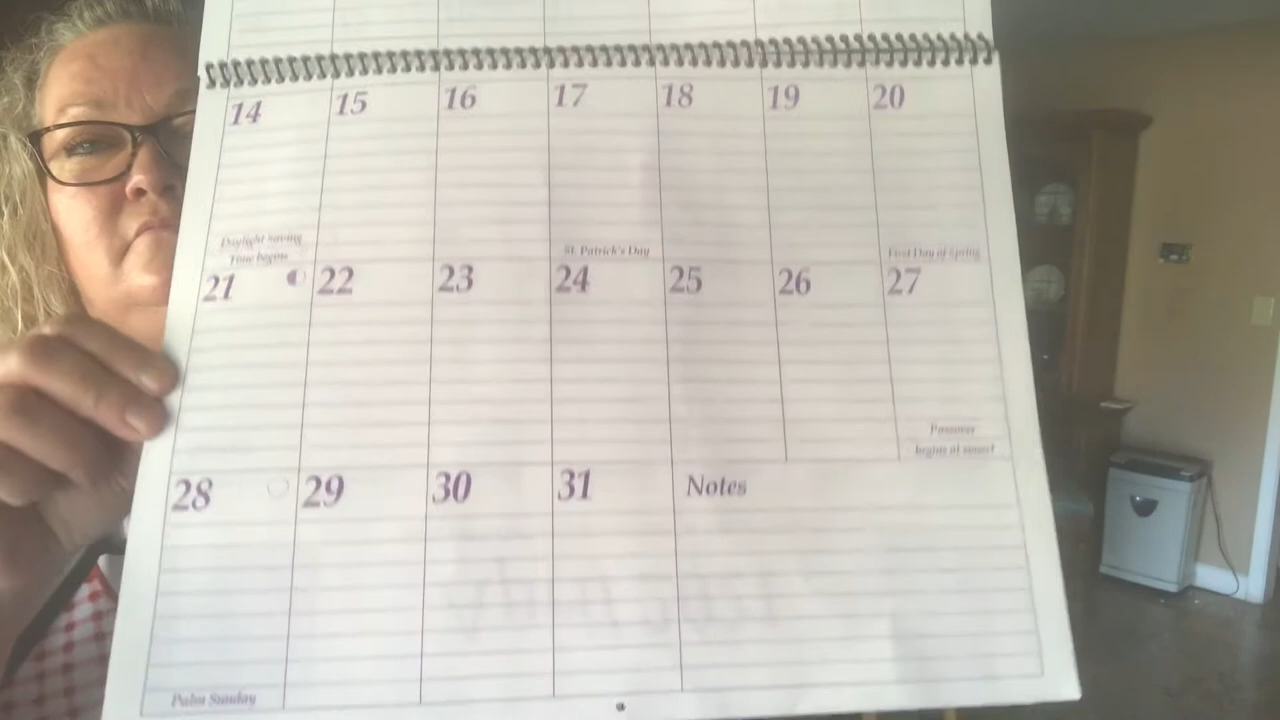 14 15 16 17 18 19 20
Daylight Saving
Time begins
St. Patrick's Day
First Day of Spring
21 22 23 24 25 26 27
Passover
begins at sunset
28 29 30 31 Notes
Palm Sunday